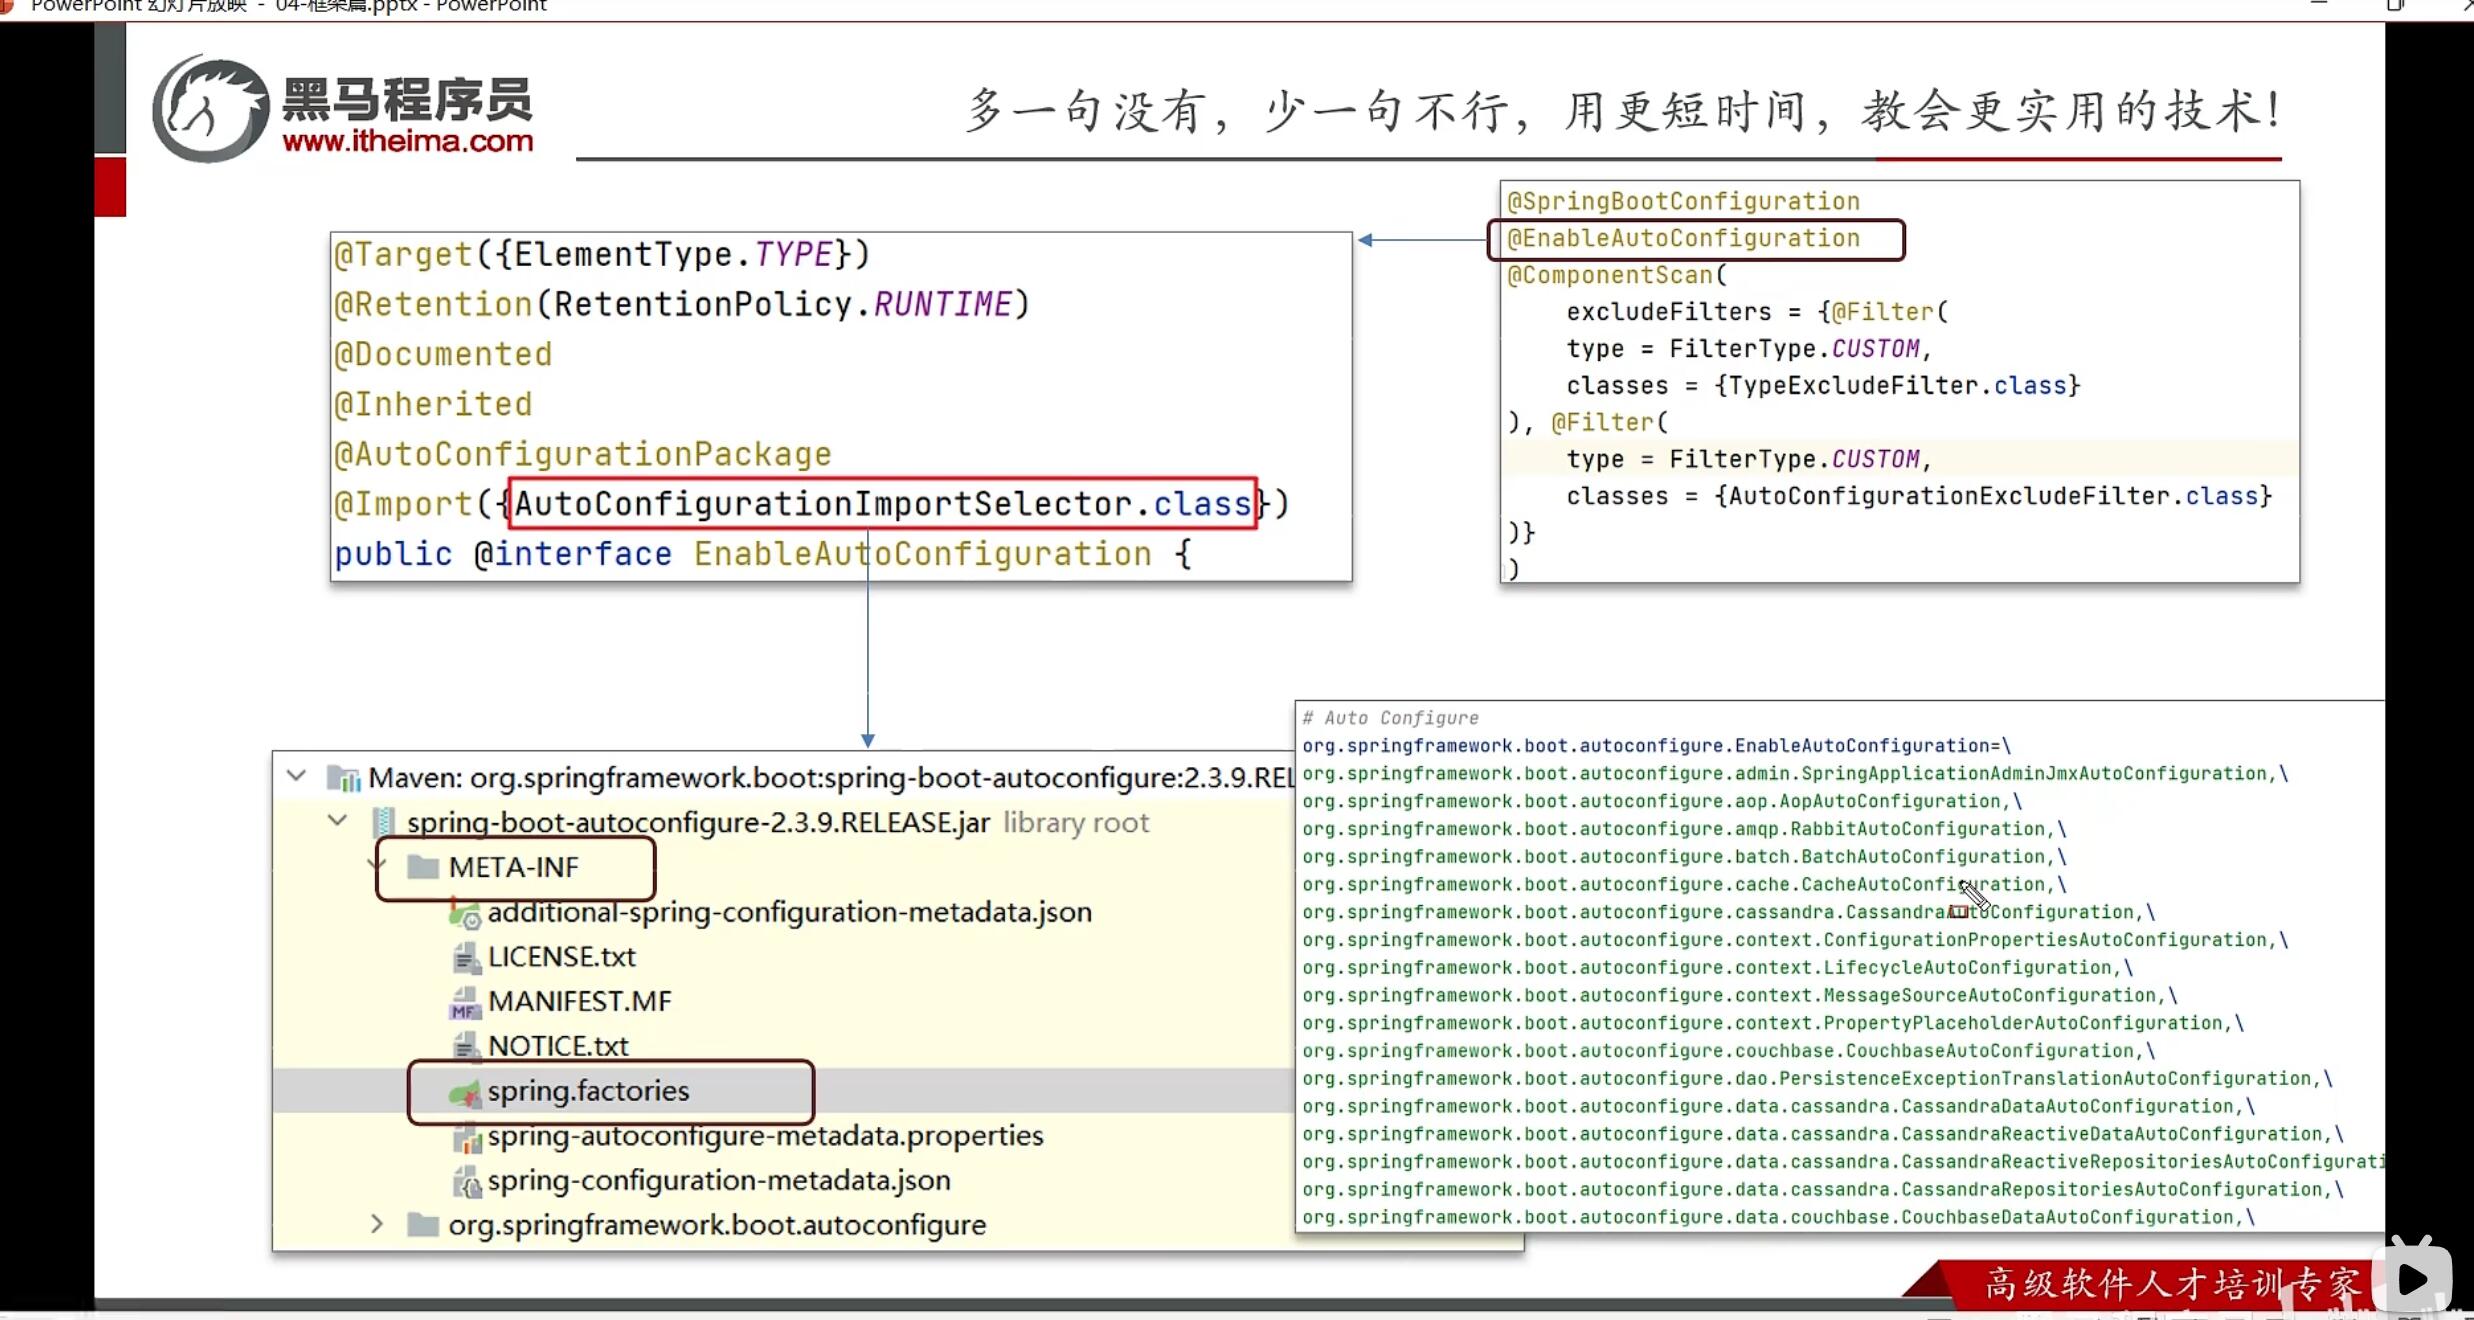 PowerPoint 幻灯片放映 - 04-框架篇.pptx - PowerPoint
黑马程序员
www.itheima.com
多一句没有，少一句不行，用更短时间，教会更实用的技术！
@SpringBootConfiguration
@EnableAutoConfiguration
@ComponentScan(
excludeFilters = {@Filter(
type = FilterType.CUSTOM,
classes = {TypeExcludeFilter.class}
), @Filter(
type = FilterType.CUSTOM,
classes = {AutoConfigurationExcludeFilter.class}
)}
)
@Target({ElementType.TYPE})
@Retention(RetentionPolicy.RUNTIME)
@Documented
@Inherited
@AutoConfigurationPackage
@Import({AutoConfigurationImportSelector.class})
public @interface EnableAutoConfiguration {
Maven: org.springframework.boot:spring-boot-autoconfigure:2.3.9.REL
spring-boot-autoconfigure-2.3.9.RELEASE.jar library root
META-INF
additional-spring-configuration-metadata.json
LICENSE.txt
MANIFEST.MF
NOTICE.txt
spring.factories
spring-autoconfigure-metadata.properties
spring-configuration-metadata.json
org.springframework.boot.autoconfigure
# Auto Configure
org.springframework.boot.autoconfigure.EnableAutoConfiguration=\
org.springframework.boot.autoconfigure.admin.SpringApplicationAdminJmxAutoConfiguration,\
org.springframework.boot.autoconfigure.aop.AopAutoConfiguration,\
org.springframework.boot.autoconfigure.amqp.RabbitAutoConfiguration,\
org.springframework.boot.autoconfigure.batch.BatchAutoConfiguration,\
org.springframework.boot.autoconfigure.cache.CacheAutoConfiguration,\
org.springframework.boot.autoconfigure.cassandra.CassandraAutoConfiguration,\
org.springframework.boot.autoconfigure.context.ConfigurationPropertiesAutoConfiguration,\
org.springframework.boot.autoconfigure.context.LifecycleAutoConfiguration,\
org.springframework.boot.autoconfigure.context.MessageSourceAutoConfiguration,\
org.springframework.boot.autoconfigure.context.PropertyPlaceholderAutoConfiguration,\
org.springframework.boot.autoconfigure.couchbase.CouchbaseAutoConfiguration,\
org.springframework.boot.autoconfigure.dao.PersistenceExceptionTranslationAutoConfiguration,\
org.springframework.boot.autoconfigure.data.cassandra.CassandraDataAutoConfiguration,\
org.springframework.boot.autoconfigure.data.cassandra.CassandraReactiveDataAutoConfiguration,\
org.springframework.boot.autoconfigure.data.cassandra.CassandraReactiveRepositoriesAutoConfigurati
org.springframework.boot.autoconfigure.data.cassandra.CassandraRepositoriesAutoConfiguration,\
org.springframework.boot.autoconfigure.data.couchbase.CouchbaseDataAutoConfiguration,\
高级软件人才培训专家